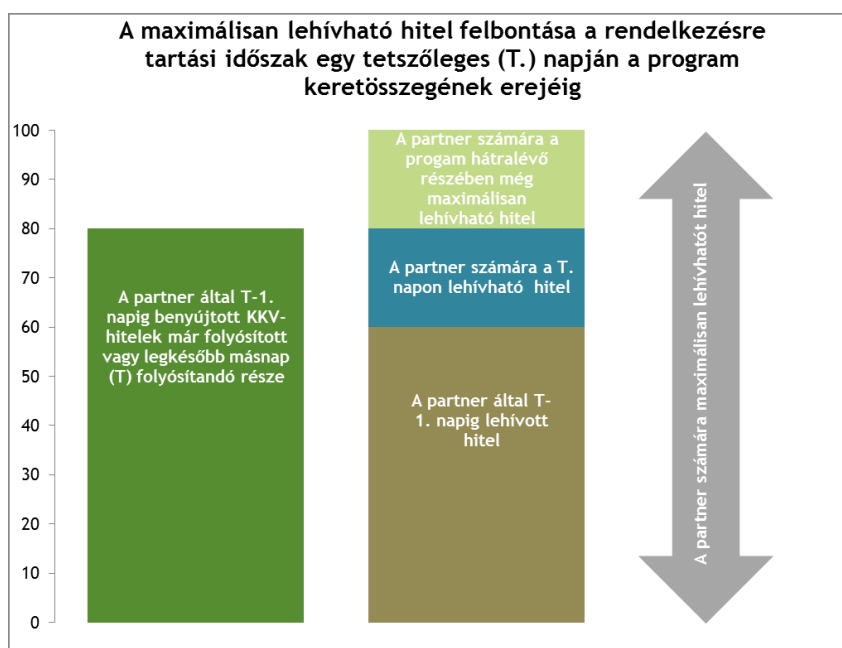 A maximálisan lehívható hitel felbontása a rendelkezésre
tartási időszak egy tetszőleges (T.) napján a program
keretösszegének erejéig
100
90
80
70
60
50
40
30
20
10
0
A partner által T-1.
napig benyújtott KKV-
hitelek már folyósított
vagy legkésőbb másnap
(T) folyósítandó része
A partner számára a
progam hátralévő
részében még
maximálisan
lehívható hitel
A partner számára a T.
napon lehívható hitel
A partner által T-
1. napig lehívott
hitel
A partner számára maximálisan lehívhatót hitel